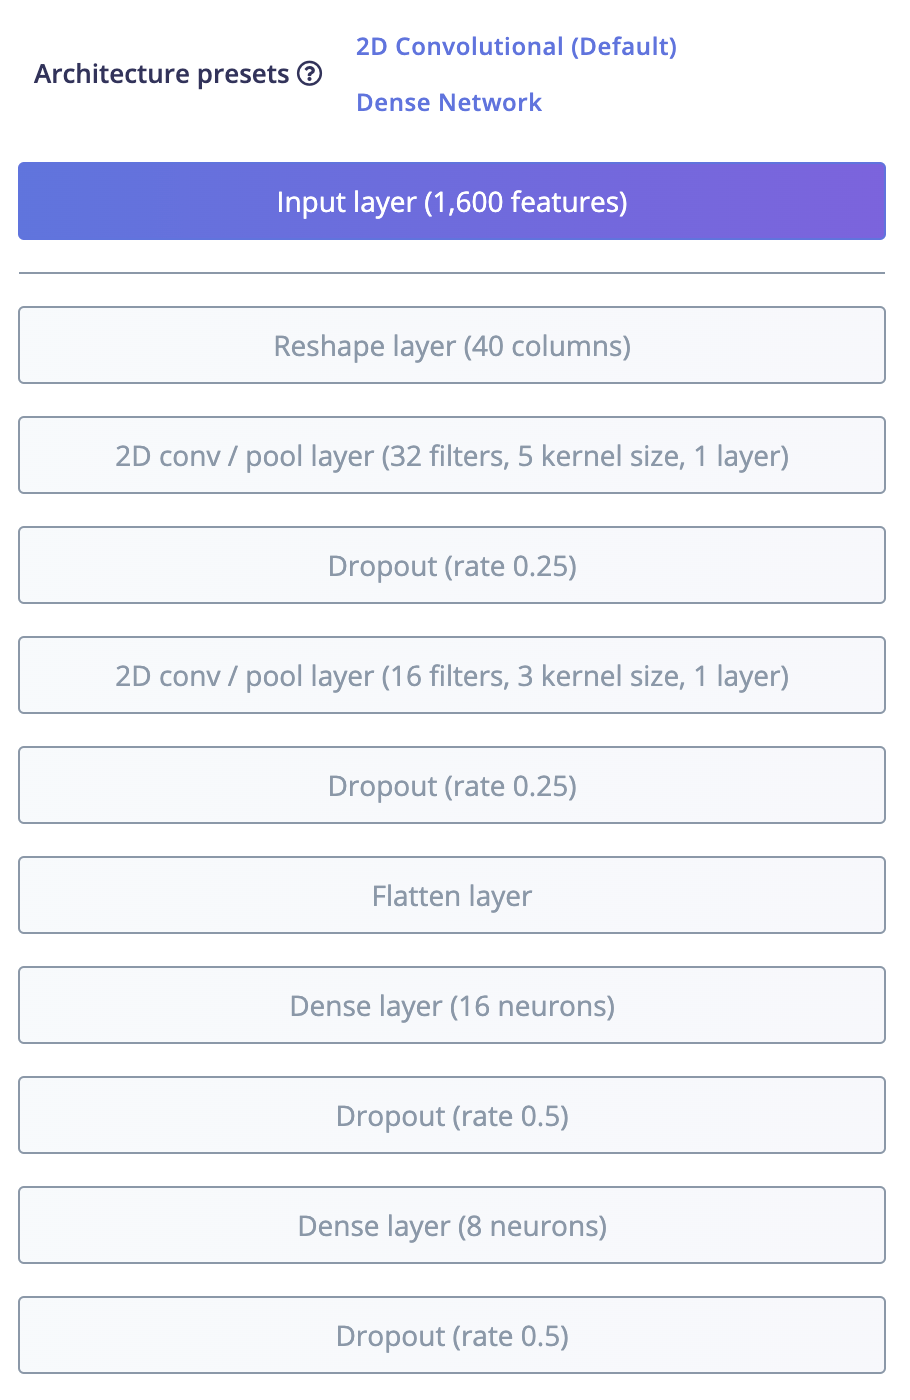 Architecture presets
2D Convolutional (Default)
Dense Network
Input layer (1,600 features)
Reshape layer (40 columns)
2D conv / pool layer (32 filters, 5 kernel size, 1 layer)
Dropout (rate 0.25)
2D conv / pool layer (16 filters, 3 kernel size, 1 layer)
Dropout (rate 0.25)
Flatten layer
Dense layer (16 neurons)
Dropout (rate 0.5)
Dense layer (8 neurons)
Dropout (rate 0.5)